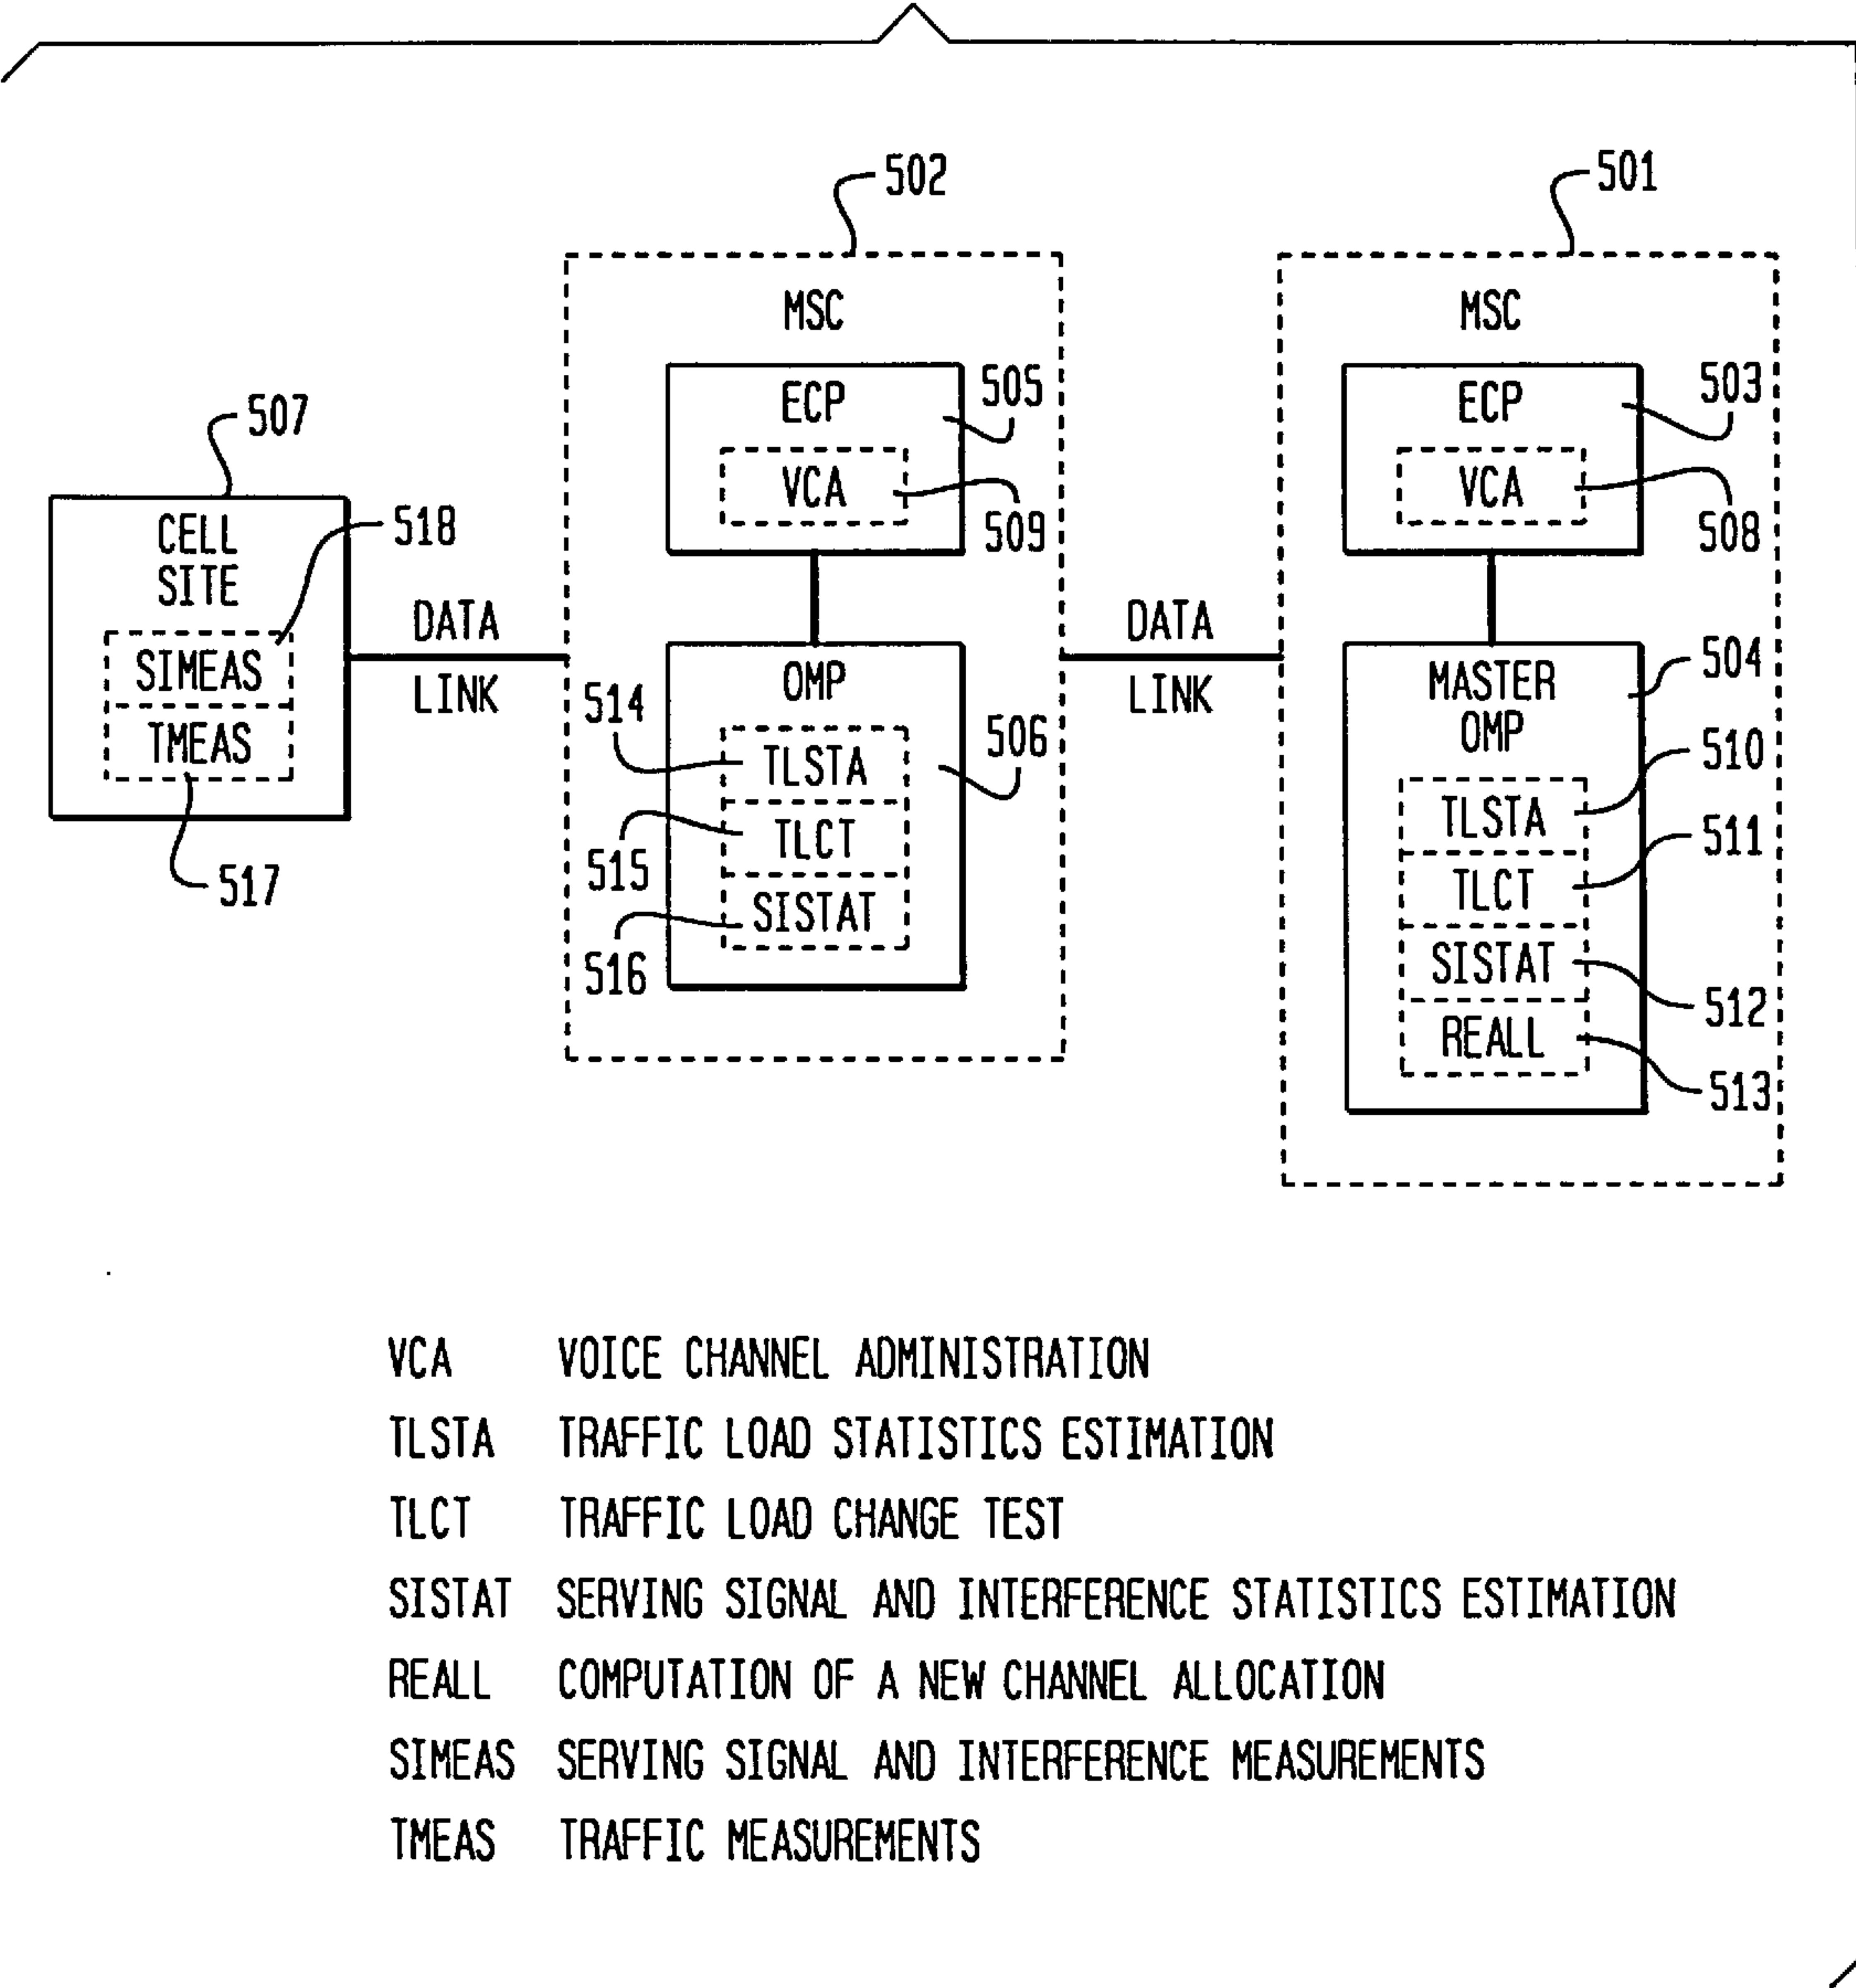 502
501
MSC
MSC
ECP
505
ECP
503
507
VCA
509
VCA
508
CELL
SITE
518
SIMEAS
TMEAS
517
DATA
LINK
DATA
LINK
OMP
514
506
TLSTA
TLCT
515
SISTAT
516
MASTER
OMP
504
510
TLSTA
511
TLCT
SISTAT
512
REALL
513
VCA VOICE CHANNEL ADMINISTRATION
TLSTA TRAFFIC LOAD STATISTICS ESTIMATION
TLCT TRAFFIC LOAD CHANGE TEST
SISTAT SERVING SIGNAL AND INTERFERENCE STATISTICS ESTIMATION
REALL COMPUTATION OF A NEW CHANNEL ALLOCATION
SIMEAS SERVING SIGNAL AND INTERFERENCE MEASUREMENTS
TMEAS TRAFFIC MEASUREMENTS